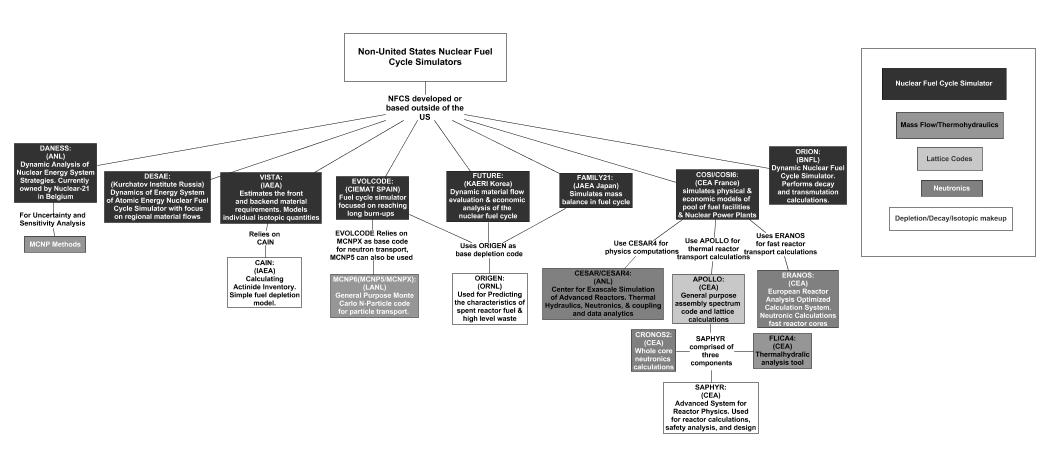 Non-United States Nuclear Fuel
Cycle Simulators
NFCS developed or
based outside of the
US
DANESS:
(ANL)
Dynamic Analysis of
Nuclear Energy System
Strategies. Currently
owned by Nuclear-21
in Belgium
For Uncertainty and
Sensitivity Analysis
MCNP Methods
DESAE:
(Kurchatov Institute Russia)
Dynamics of Energy System
of Atomic Energy Nuclear Fuel
Cycle Simulator with focus
on regional material flows
VISTA:
(IAEA)
Estimates the front
and backend material
requirements. Models
individual isotopic quantities
Relies on
CAIN
CAIN:
(IAEA)
Calculating
Actinide Inventory.
Simple fuel depletion
model.
EVOLCODE:
(CIEMAT SPAIN)
Fuel cycle simulator
focused on reaching
long burn-ups
EVOLCODE Relies on
MCNPX as base code
for neutron transport,
MCNP5 can also be used
MCNP6(MCNP5/MCNPX):
(LANL)
General Purpose Monte
Carlo N-Particle code
for particle transport.
FUTURE:
(KAERI Korea)
Dynamic material flow
evaluation & economic
analysis of the
nuclear fuel cycle
Uses ORIGEN as
base depletion code
ORIGEN:
(ORNL)
Used for Predicting
the characteristics of
spent reactor fuel &
high level waste
FAMILY21:
(JAEA Japan)
Simulates mass
balance in fuel cycle
COSI/COSI6:
(CEA France)
simulates physical &
economic models of
pool of fuel facilities
& Nuclear Power Plants
Use CESAR4 for
physics computations
CESAR/CESAR4:
(ANL)
Center for Exascale Simulation
of Advanced Reactors. Thermal
Hydraulics, Neutronics, & coupling
and data analytics
Use APOLLO for
thermal reactor
transport calculations
APOLLO:
(CEA)
General purpose
assembly spectrum
code and lattice
calculations
Uses ERANOS
for fast reactor
transport calculations
ERANOS:
(CEA)
European Reactor
Analysis Optimized
Calculation System.
Neutronic Calculations
fast reactor cores
CRONOS2:
(CEA)
Whole core
neutronics
calculations
SAPHYR
comprised of
three
components
FLICA4:
(CEA)
Thermalhydralic
analysis tool
SAPHYR:
(CEA)
Advanced System for
Reactor Physics. Used
for reactor calculations,
safety analysis, and design
ORION:
(BNFL)
Dynamic Nuclear Fuel
Cycle Simulator.
Performs decay
and transmutation
calculations.
Nuclear Fuel Cycle Simulator
Mass Flow/Thermohydraulics
Lattice Codes
Neutronics
Depletion/Decay/Isotopic makeup